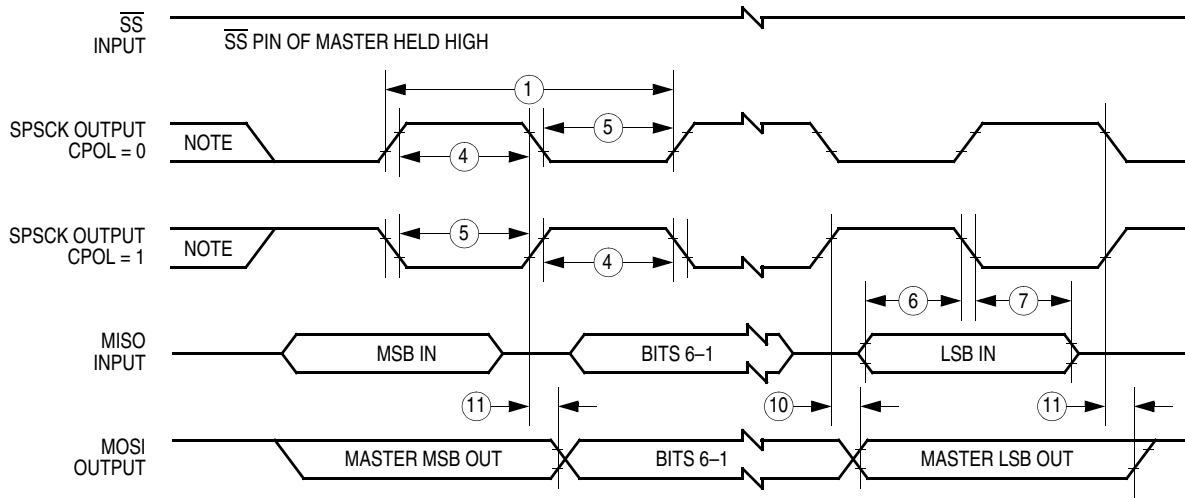 SS
INPUT
SS PIN OF MASTER HELD HIGH
1
SPSCK OUTPUT
CPOL = 0
NOTE
5
4
SPSCK OUTPUT
CPOL = 1
NOTE
5
4
6
7
MISO
INPUT
MSB IN
BITS 6–1
LSB IN
11
10
11
MOSI
OUTPUT
MASTER MSB OUT
BITS 6–1
MASTER LSB OUT